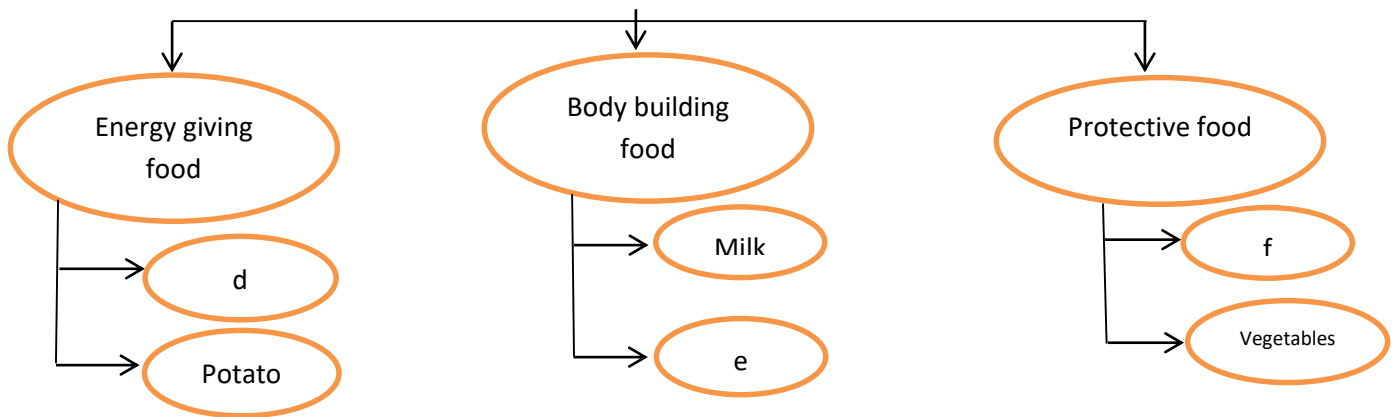 Energy giving
food
Body building
food
Protective food
d
Milk
f
Potato
e
Vegetables